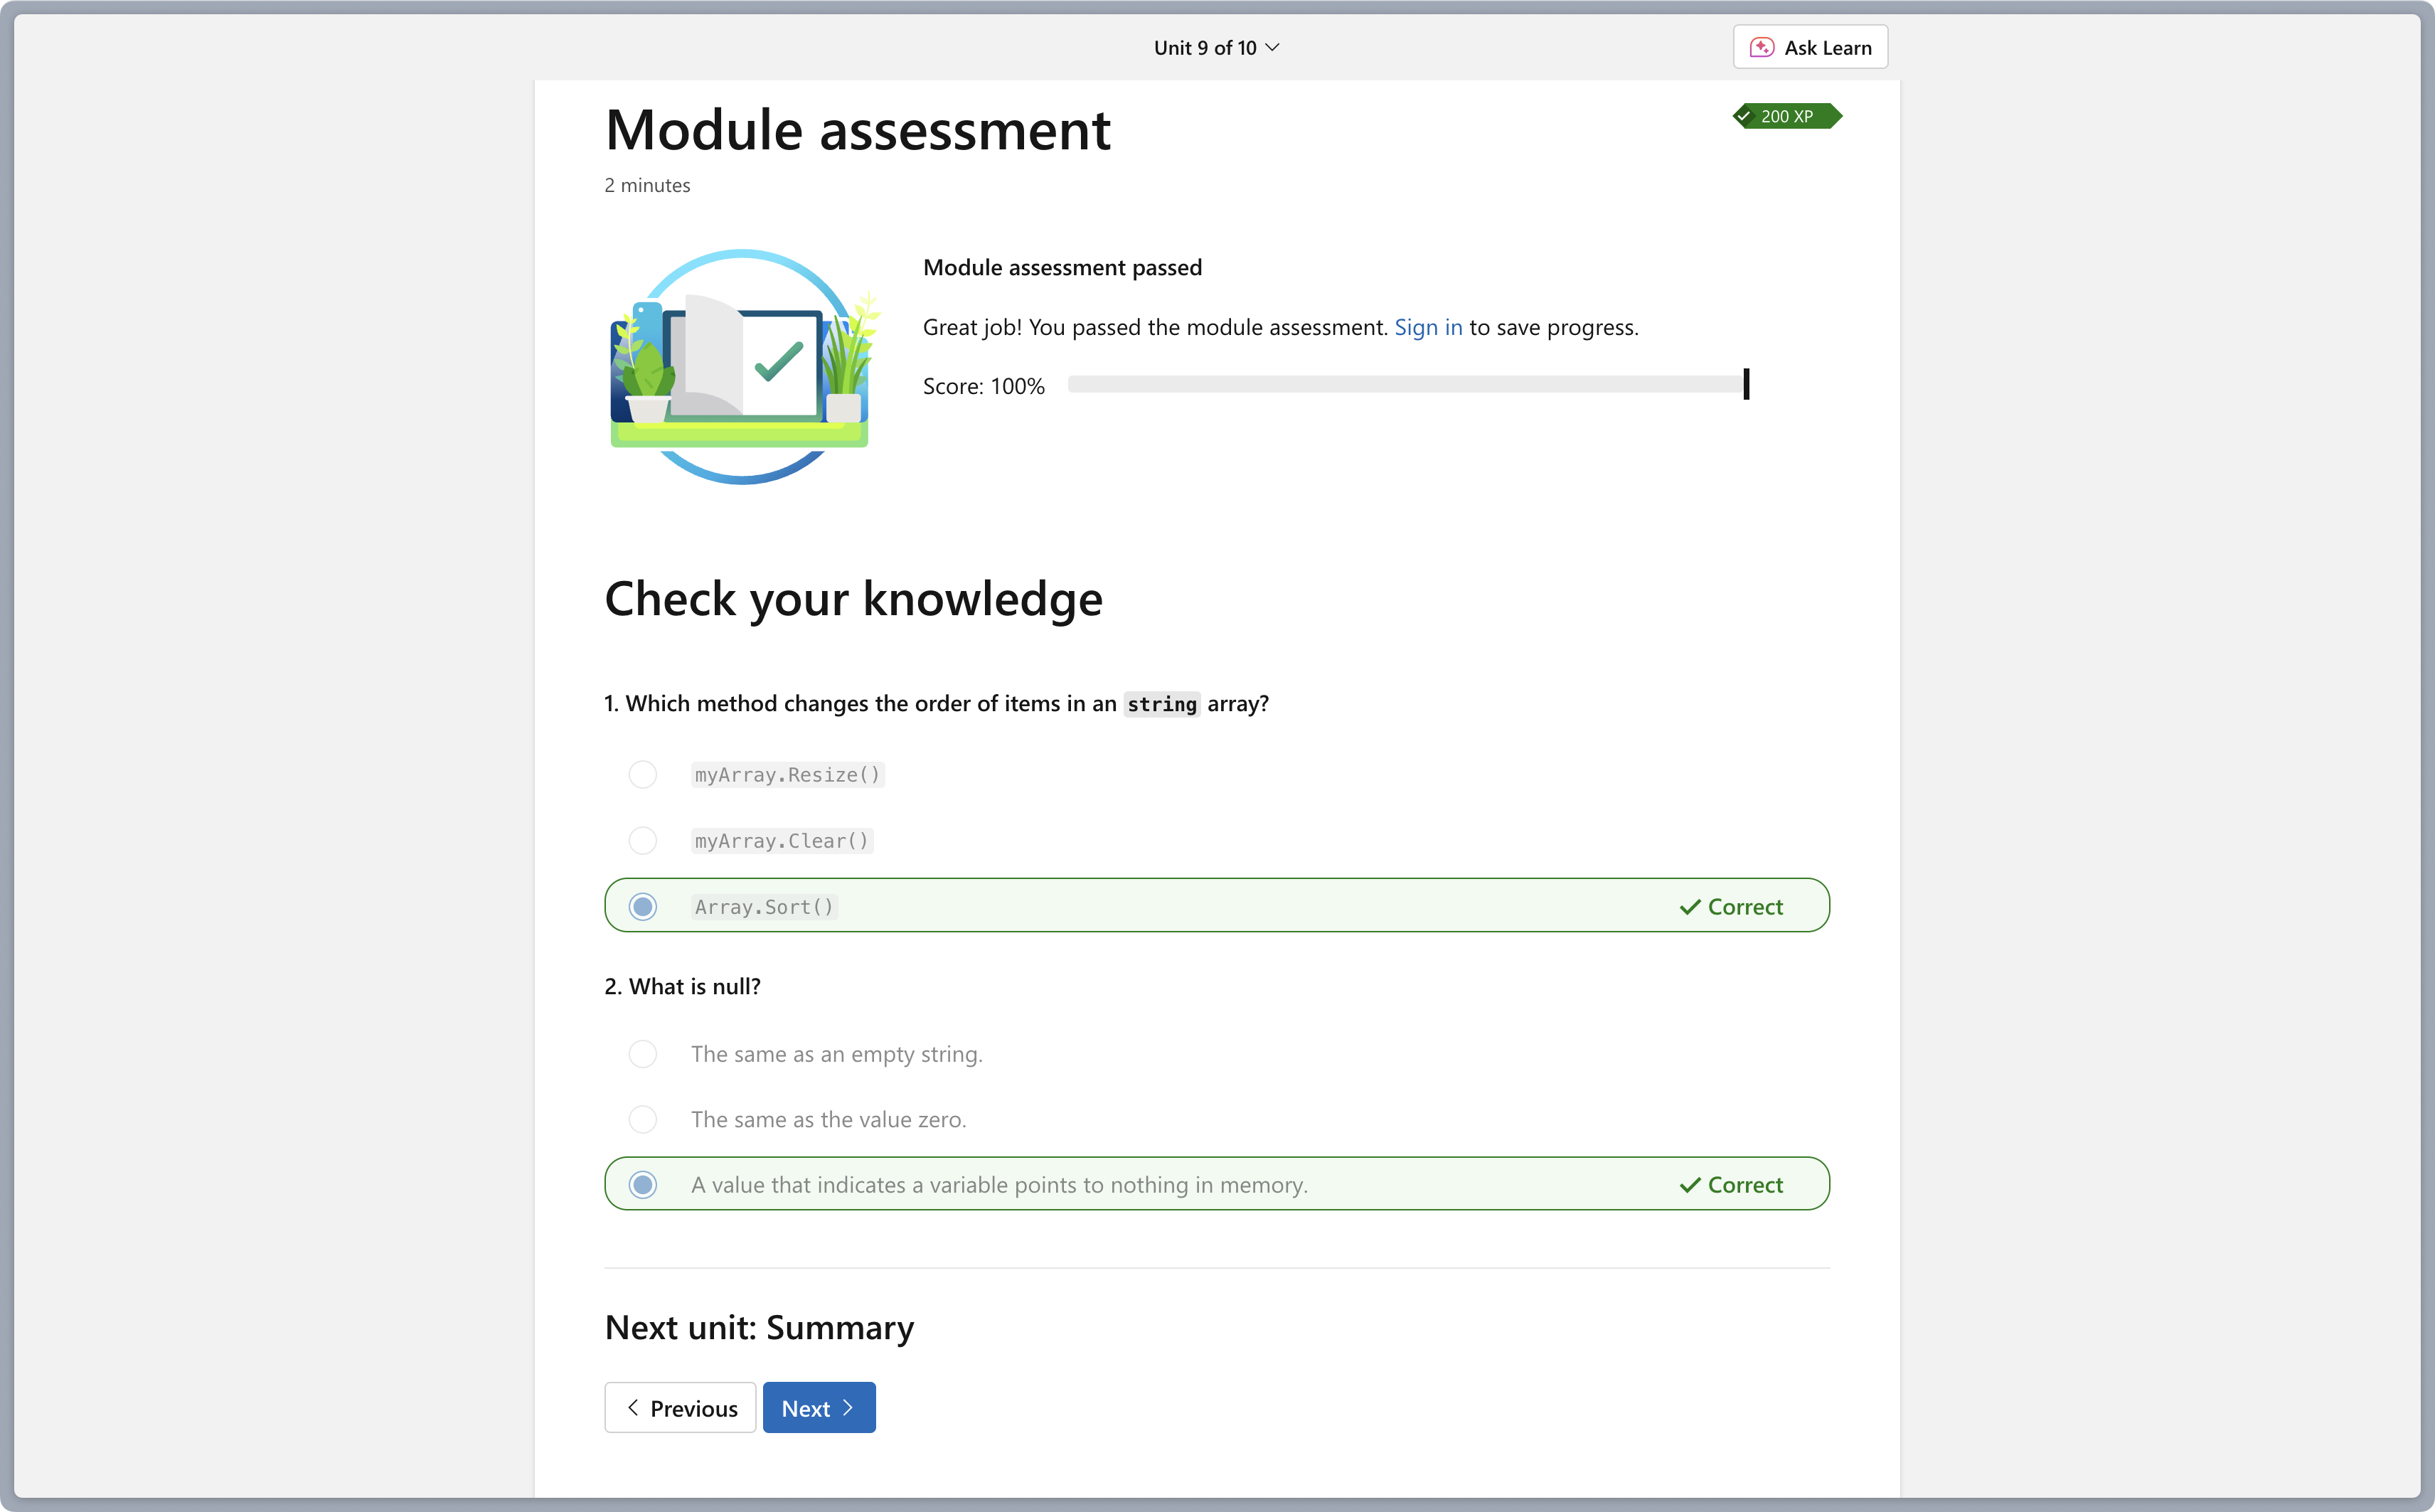 Unit 9 of 10
Ask Learn
Module assessment
200 XP
2 minutes
Module assessment passed
Great job! You passed the module assessment. Sign in to save progress.
Score: 100%
Check your knowledge
1. Which method changes the order of items in an string array?
myArray.Resize()
myArray.Clear()
Array.Sort()
Correct
2. What is null?
The same as an empty string.
The same as the value zero.
A value that indicates a variable points to nothing in memory.
Correct
Next unit: Summary
Previous
Next